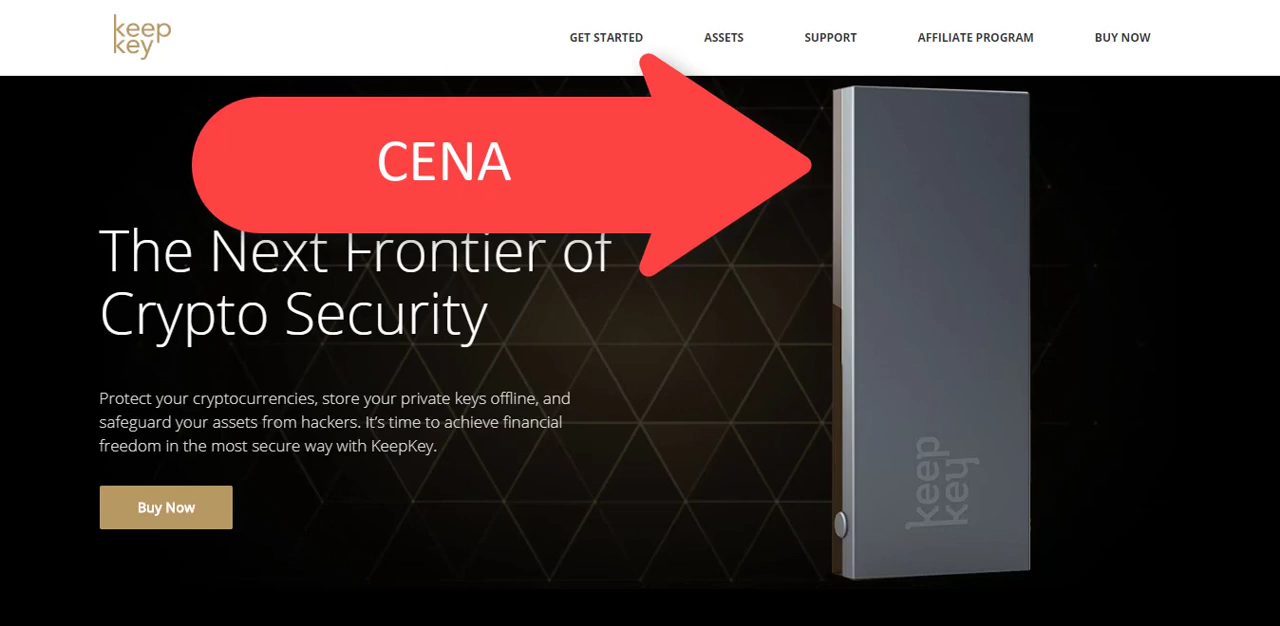 keep
key
GET STARTED
ASSETS
SUPPORT
AFFILIATE PROGRAM
BUY NOW
CENA
The Next Frontier of
Crypto Security
Protect your cryptocurrencies, store your private keys offline, and
safeguard your assets from hackers. It’s time to achieve financial
freedom in the most secure way with KeepKey.
Buy Now
keep
key